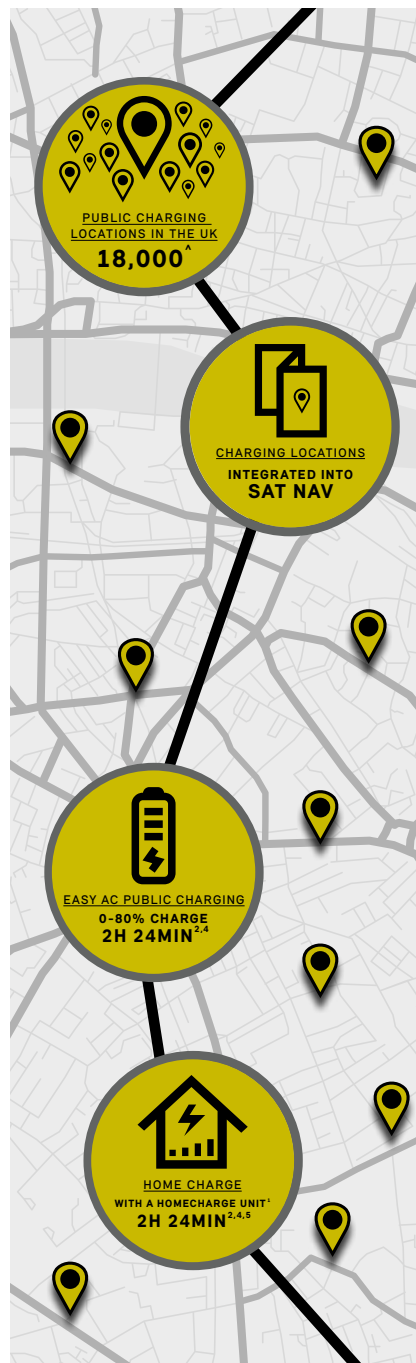 PUBLIC CHARGING
LOCATIONS IN THE UK
18,000^
CHARGING LOCATIONS
INTEGRATED INTO
SAT NAV
EASY AC PUBLIC CHARGING
0-80% CHARGE
2H 24MIN2,4
HOME CHARGE
WITH A HOMECHARGE UNIT1
2H 24MIN2,4,5